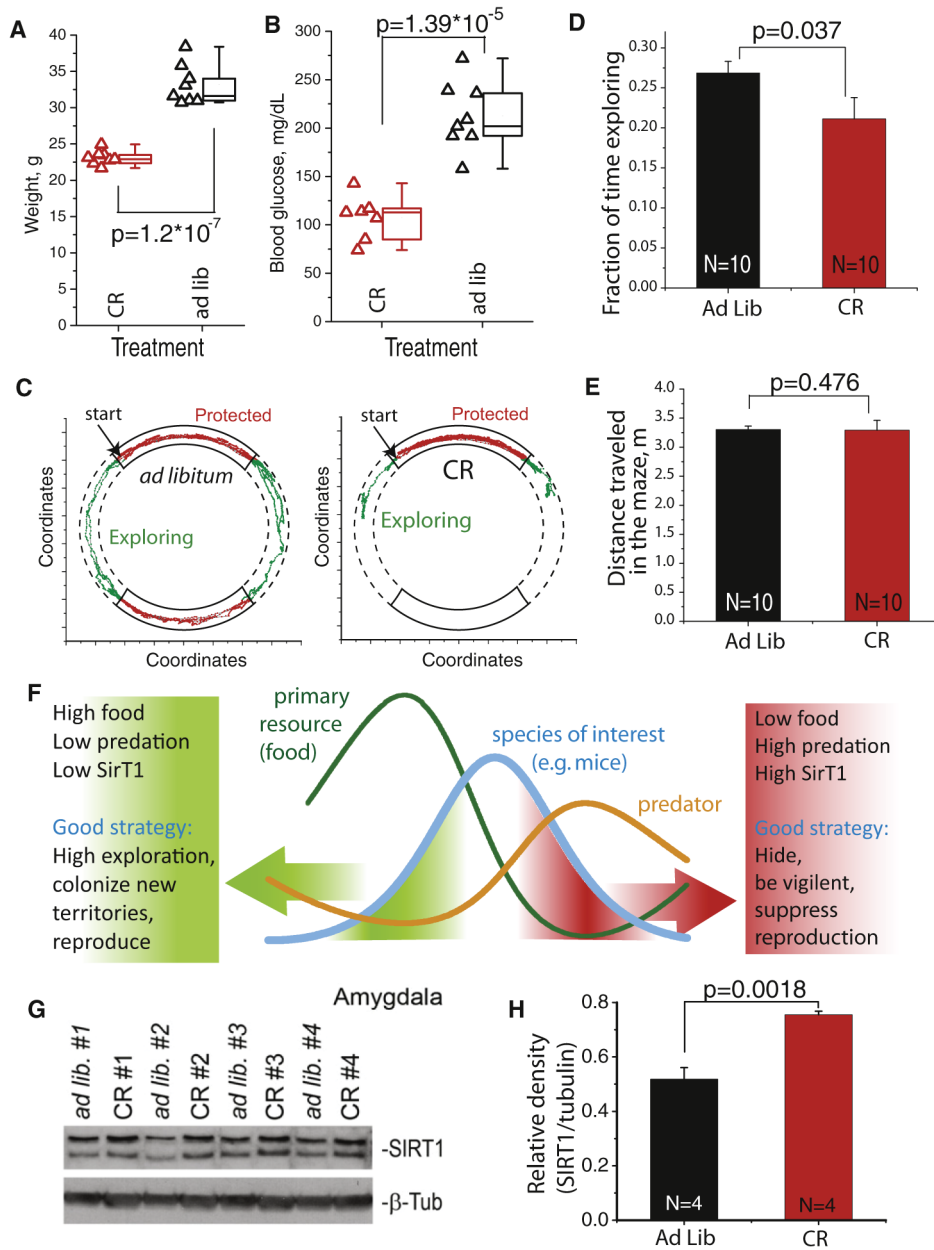 A
Weight, g
40
35
30
25
20
15
10
5
0
p=1.2*10-7
CR
ad lib
Treatment
B
p=1.39*10-5
Blood glucose, mg/dL
300
250
200
150
100
50
0
CR
ad lib
Treatment
D
p=0.037
Fraction of time exploring
0.30
0.25
0.20
0.15
0.10
0.05
0.00
N=10
N=10
Ad Lib
CR
C
start
Protected
ad libitum
Exploring
Coordinates
Coordinates
start
Protected
CR
Exploring
Coordinates
Coordinates
E
p=0.476
Distance traveled
in the maze, m
4.0
3.5
3.0
2.5
2.0
1.5
1.0
0.5
0.0
N=10
N=10
Ad Lib
CR
F
High food
Low predation
Low SirT1
Good strategy:
High exploration,
colonize new
territories,
reproduce
primary
resource
(food)
species of interest
(e.g. mice)
predator
Low food
High predation
High SirT1
Good strategy:
Hide,
be vigilent,
suppress
reproduction
G
Amygdala
ad lib. #1
CR #1
ad lib. #2
CR #2
ad lib. #3
CR #3
ad lib. #4
CR #4
-SIRT1
-β-Tub
H
p=0.0018
Relative density
(SIRT1/tubulin)
0.8
0.6
0.4
0.2
0.0
N=4
N=4
Ad Lib
CR